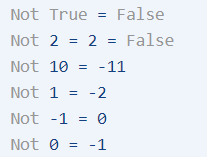 Not True = False
Not 2 = 2 = False
Not 10 = -11
Not 1 = -2
Not -1 = 0
Not 0 = -1